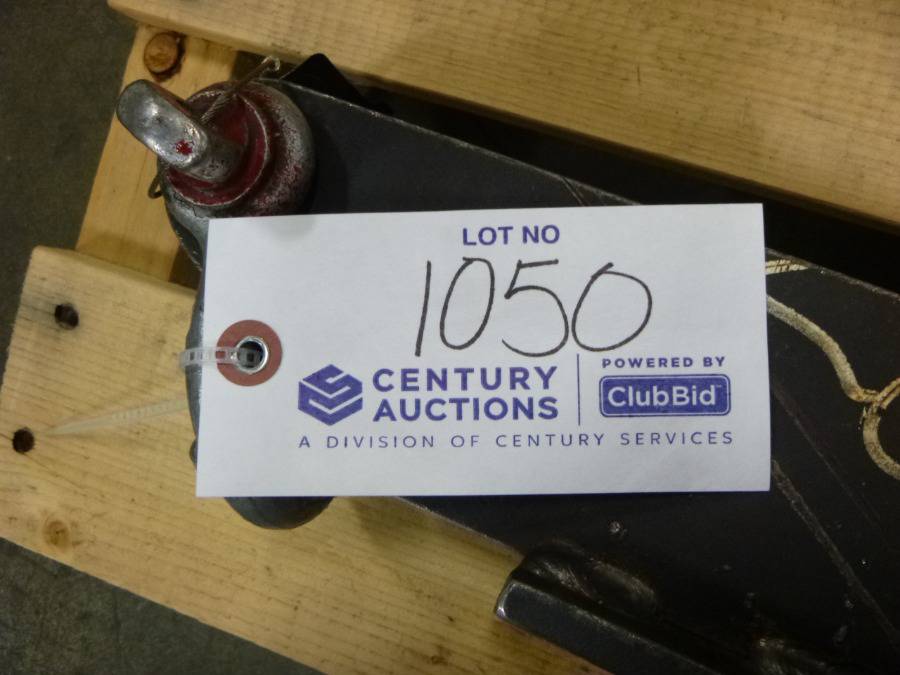 LOT NO
1050
CENTURY
AUCTIONS
POWERED BY
ClubBid
A DIVISION OF CENTURY SERVICES